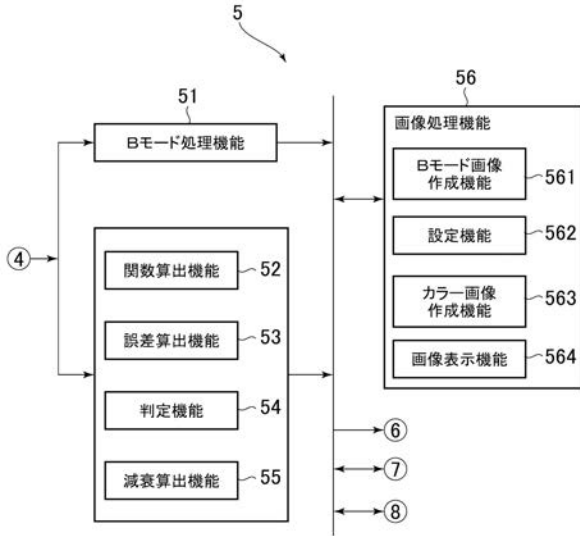 5
51
Bモード処理機能
4
関数算出機能
52
誤差算出機能
53
判定機能
54
減衰算出機能
55
56
画像処理機能
Bモード画像
作成機能
561
設定機能
562
カラー画像
作成機能
563
画像表示機能
564
⑥
⑦
⑧